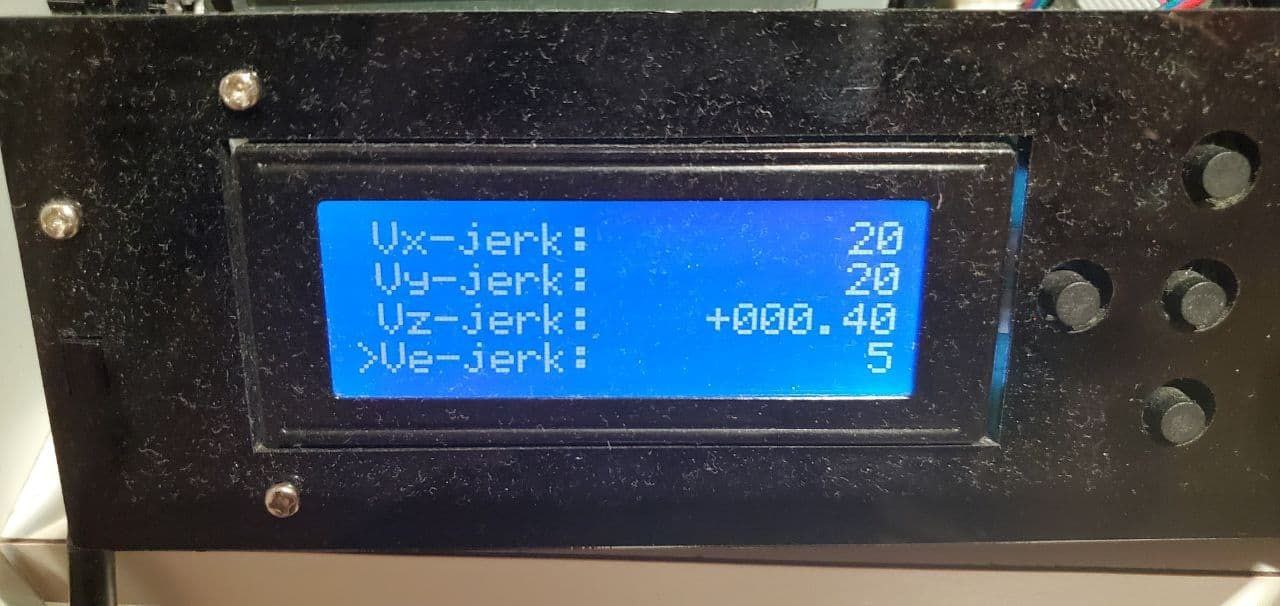 Vx-jerk: 20
Vy-jerk: 20
Vz-jerk: +000.40
>Ve-jerk: 5